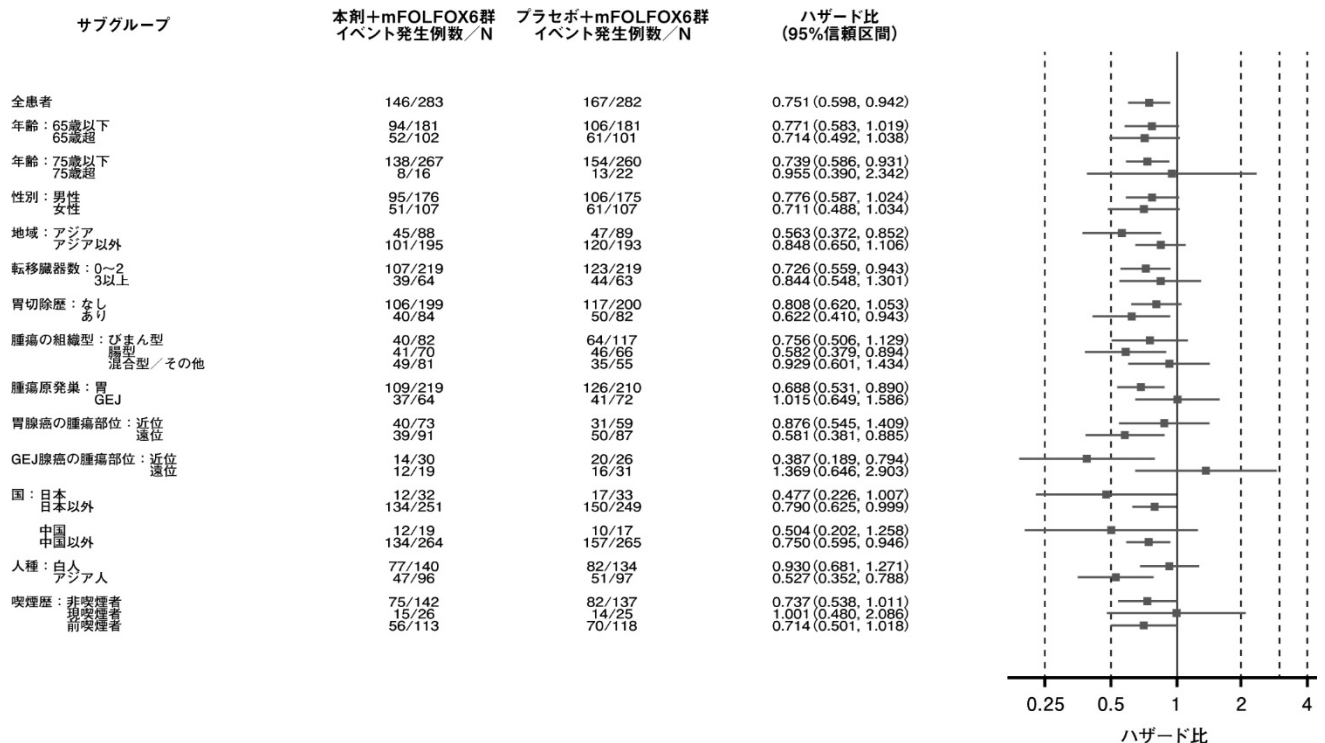 サブグループ 本剤＋mFOLFOX6群 プラセボ＋mFOLFOX6群 ハザード比
イベント発生例数／N イベント発生例数／N （95%信頼区間）
全患者 146/283 167/282 0.751（0.598, 0.942）
年齢：65歳以下 94/181 106/181 0.771（0.583, 1.019）
65歳超 52/102 61/101 0.714（0.492, 1.038）
年齢：75歳以下 138/267 154/260 0.739（0.586, 0.931）
75歳超 8/16 13/22 0.955（0.390, 2.342）
性別：男性 95/176 106/175 0.776（0.587, 1.024）
女性 51/107 61/107 0.711（0.488, 1.034）
地域：アジア 45/88 47/89 0.563（0.372, 0.852）
アジア以外 101/195 120/193 0.848（0.650, 1.106）
転移臓器数：0〜2 107/219 123/219 0.726（0.559, 0.943）
3以上 39/64 44/63 0.844（0.548, 1.301）
胃切除歴：なし 106/199 117/200 0.808（0.620, 1.053）
あり 40/84 50/82 0.622（0.410, 0.943）
腫瘍の組織型：びまん型 40/82 64/117 0.756（0.506, 1.129）
腸型 41/70 46/66 0.582（0.379, 0.894）
混合型／その他 49/81 35/55 0.929（0.601, 1.434）
腫瘍原発巣：胃 109/219 126/210 0.688（0.531, 0.890）
GEJ 37/64 41/72 1.015（0.649, 1.586）
胃腺癌の腫瘍部位：近位 40/73 31/59 0.876（0.545, 1.409）
遠位 39/91 50/87 0.581（0.381, 0.885）
GEJ腺癌の腫瘍部位：近位 14/30 20/26 0.387（0.189, 0.794）
遠位 12/19 16/31 1.369（0.646, 2.903）
国：日本 12/32 17/33 0.477（0.226, 1.007）
日本以外 134/251 150/249 0.790（0.625, 0.999）
中国 12/19 10/17 0.504（0.202, 1.258）
中国以外 134/264 157/265 0.750（0.595, 0.946）
人種：白人 77/140 82/134 0.930（0.681, 1.271）
アジア人 47/96 51/97 0.527（0.352, 0.788）
喫煙歴：非喫煙者 75/142 82/137 0.737（0.538, 1.011）
現喫煙者 15/26 14/25 1.001（0.480, 2.086）
前喫煙者 56/113 70/118 0.714（0.501, 1.018）
0.25 0.5 1 2 4
ハザード比